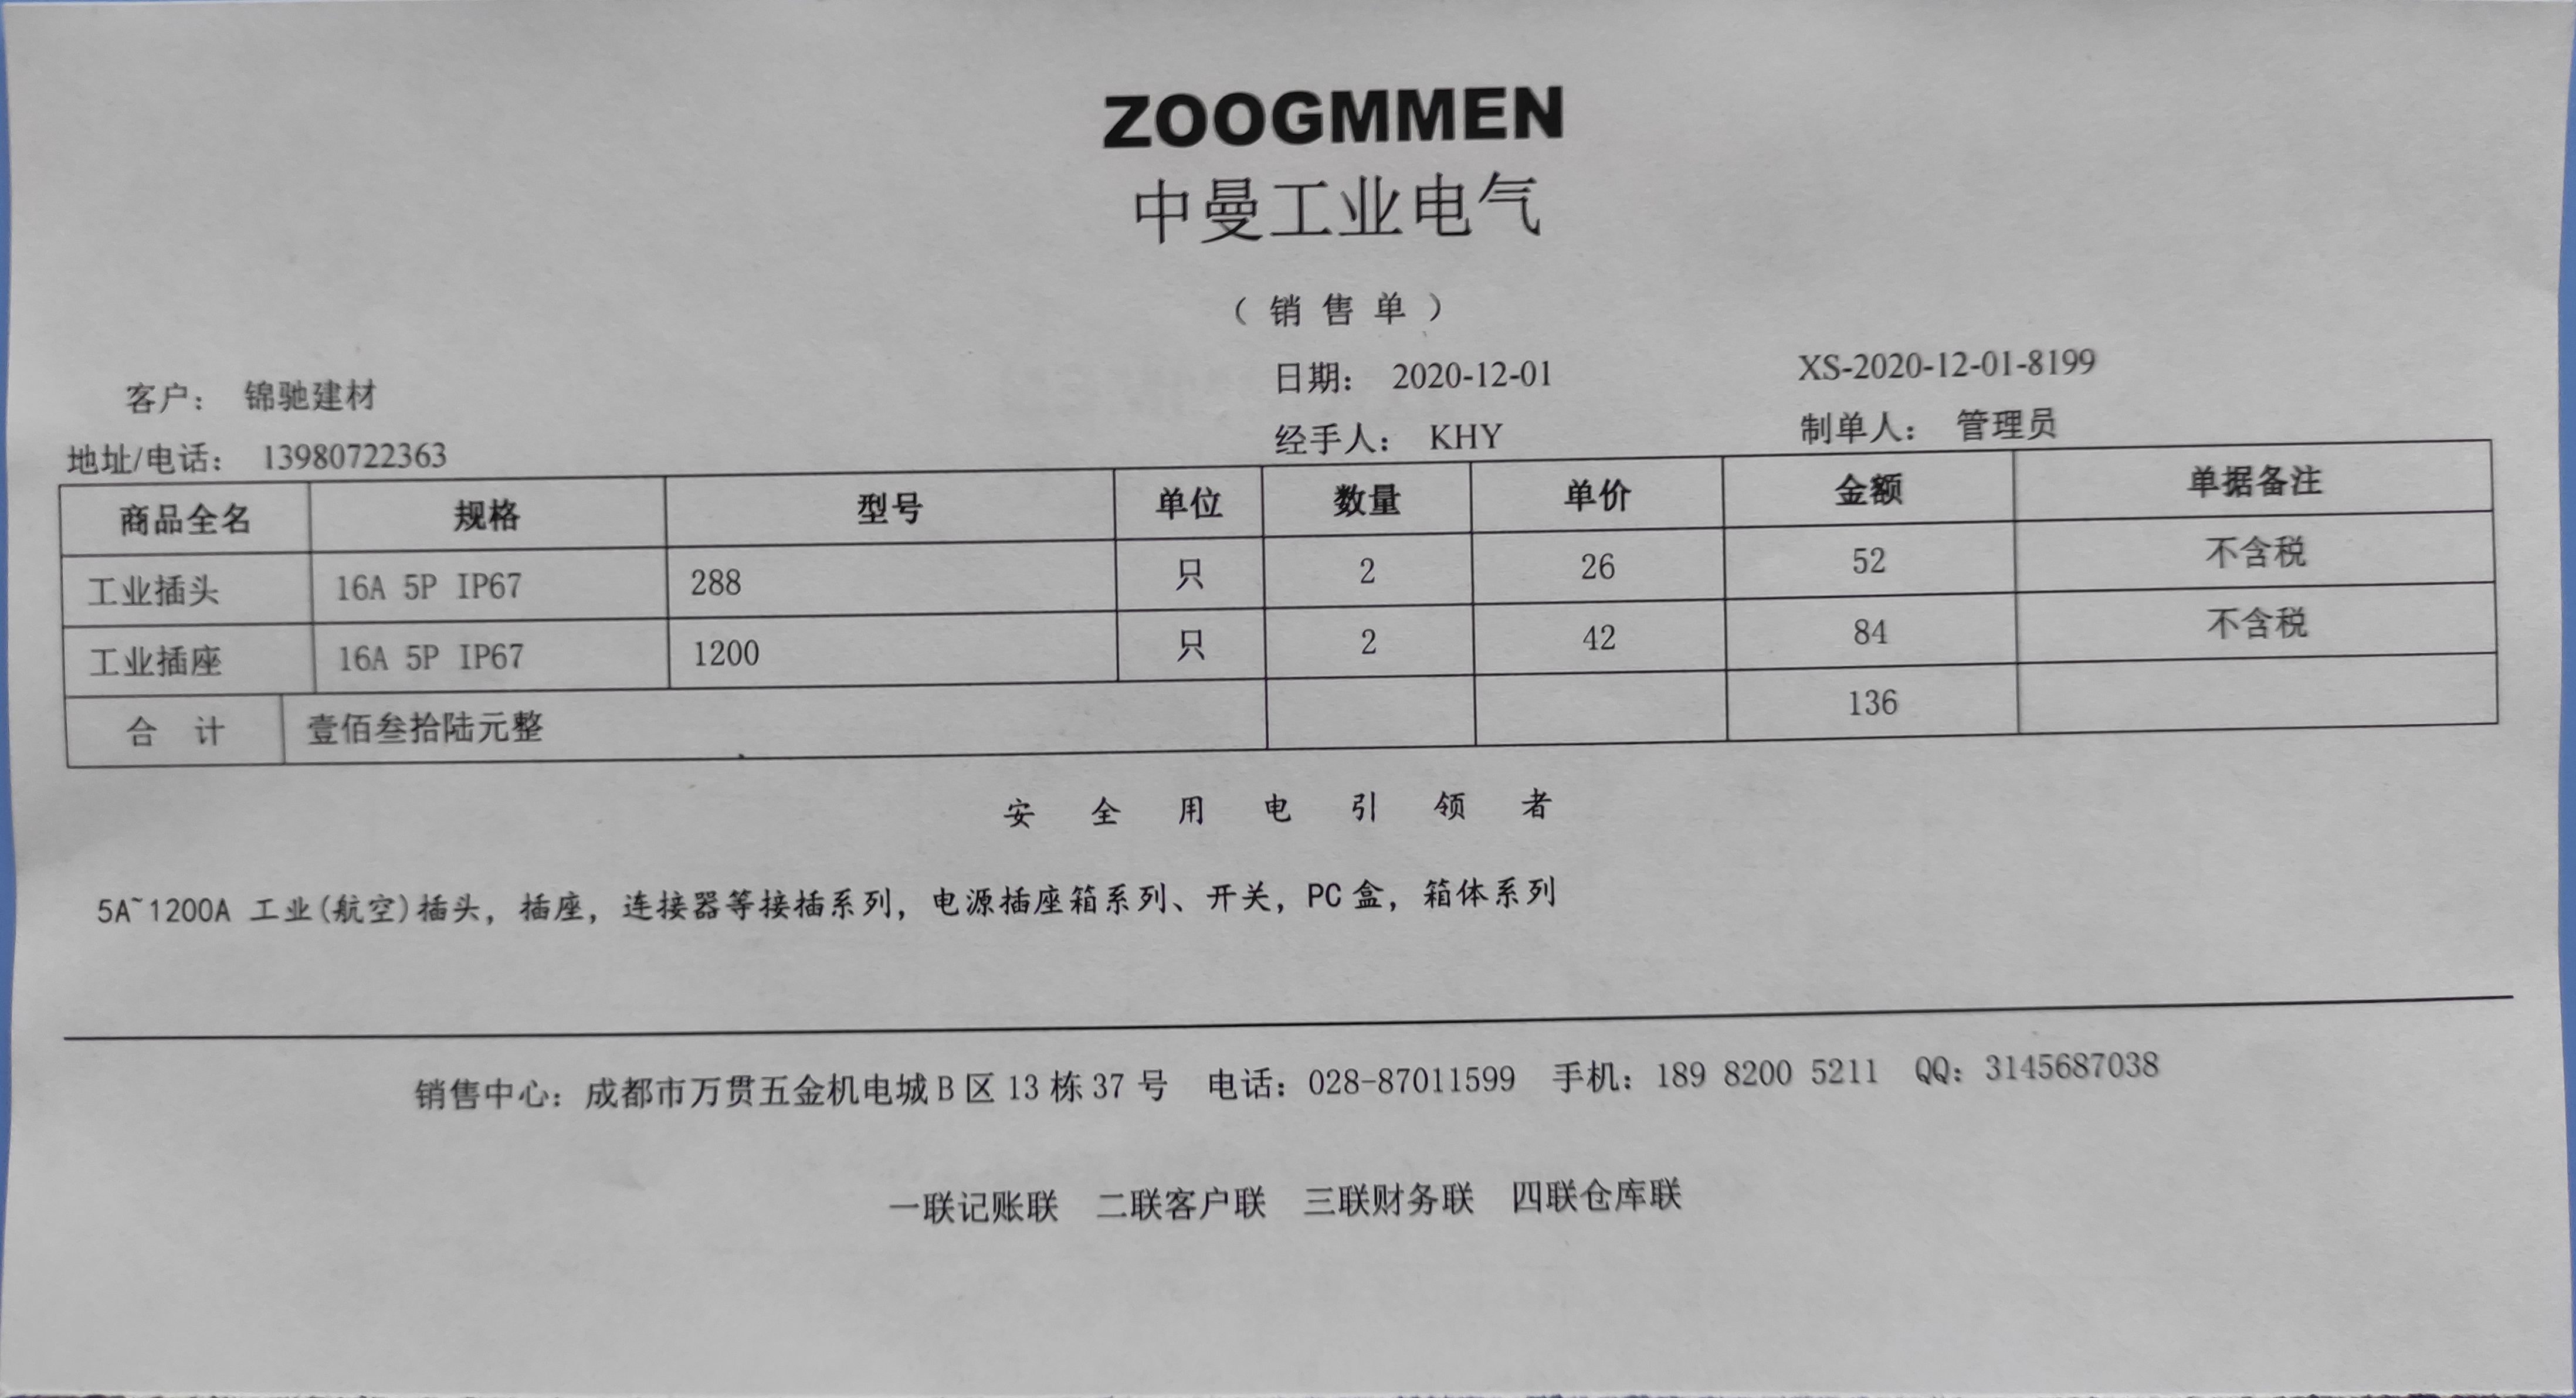 ZOOGMMEN
中曼工业电气
（销售单）
客户： 锦驰建材 日期： 2020-12-01 XS-2020-12-01-8199
地址/电话： 13980722363 经手人： KHY 制单人： 管理员
商品全名 规格 型号 单位 数量 单价 金额 单据备注
工业插头 16A 5P IP67 288 只 2 26 52 不含税
工业插座 16A 5P IP67 1200 只 2 42 84 不含税
合 计 壹佰叁拾陆元整 136
安 全 用 电 引 领 者
5A~1200A 工业(航空)插头，插座，连接器等接插系列，电源插座箱系列、开关，PC盒，箱体系列
销售中心：成都市万贯五金机电城B区13栋37号 电话：028-87011599 手机：189 8200 5211 QQ：3145687038
一联记账联 二联客户联 三联财务联 四联仓库联